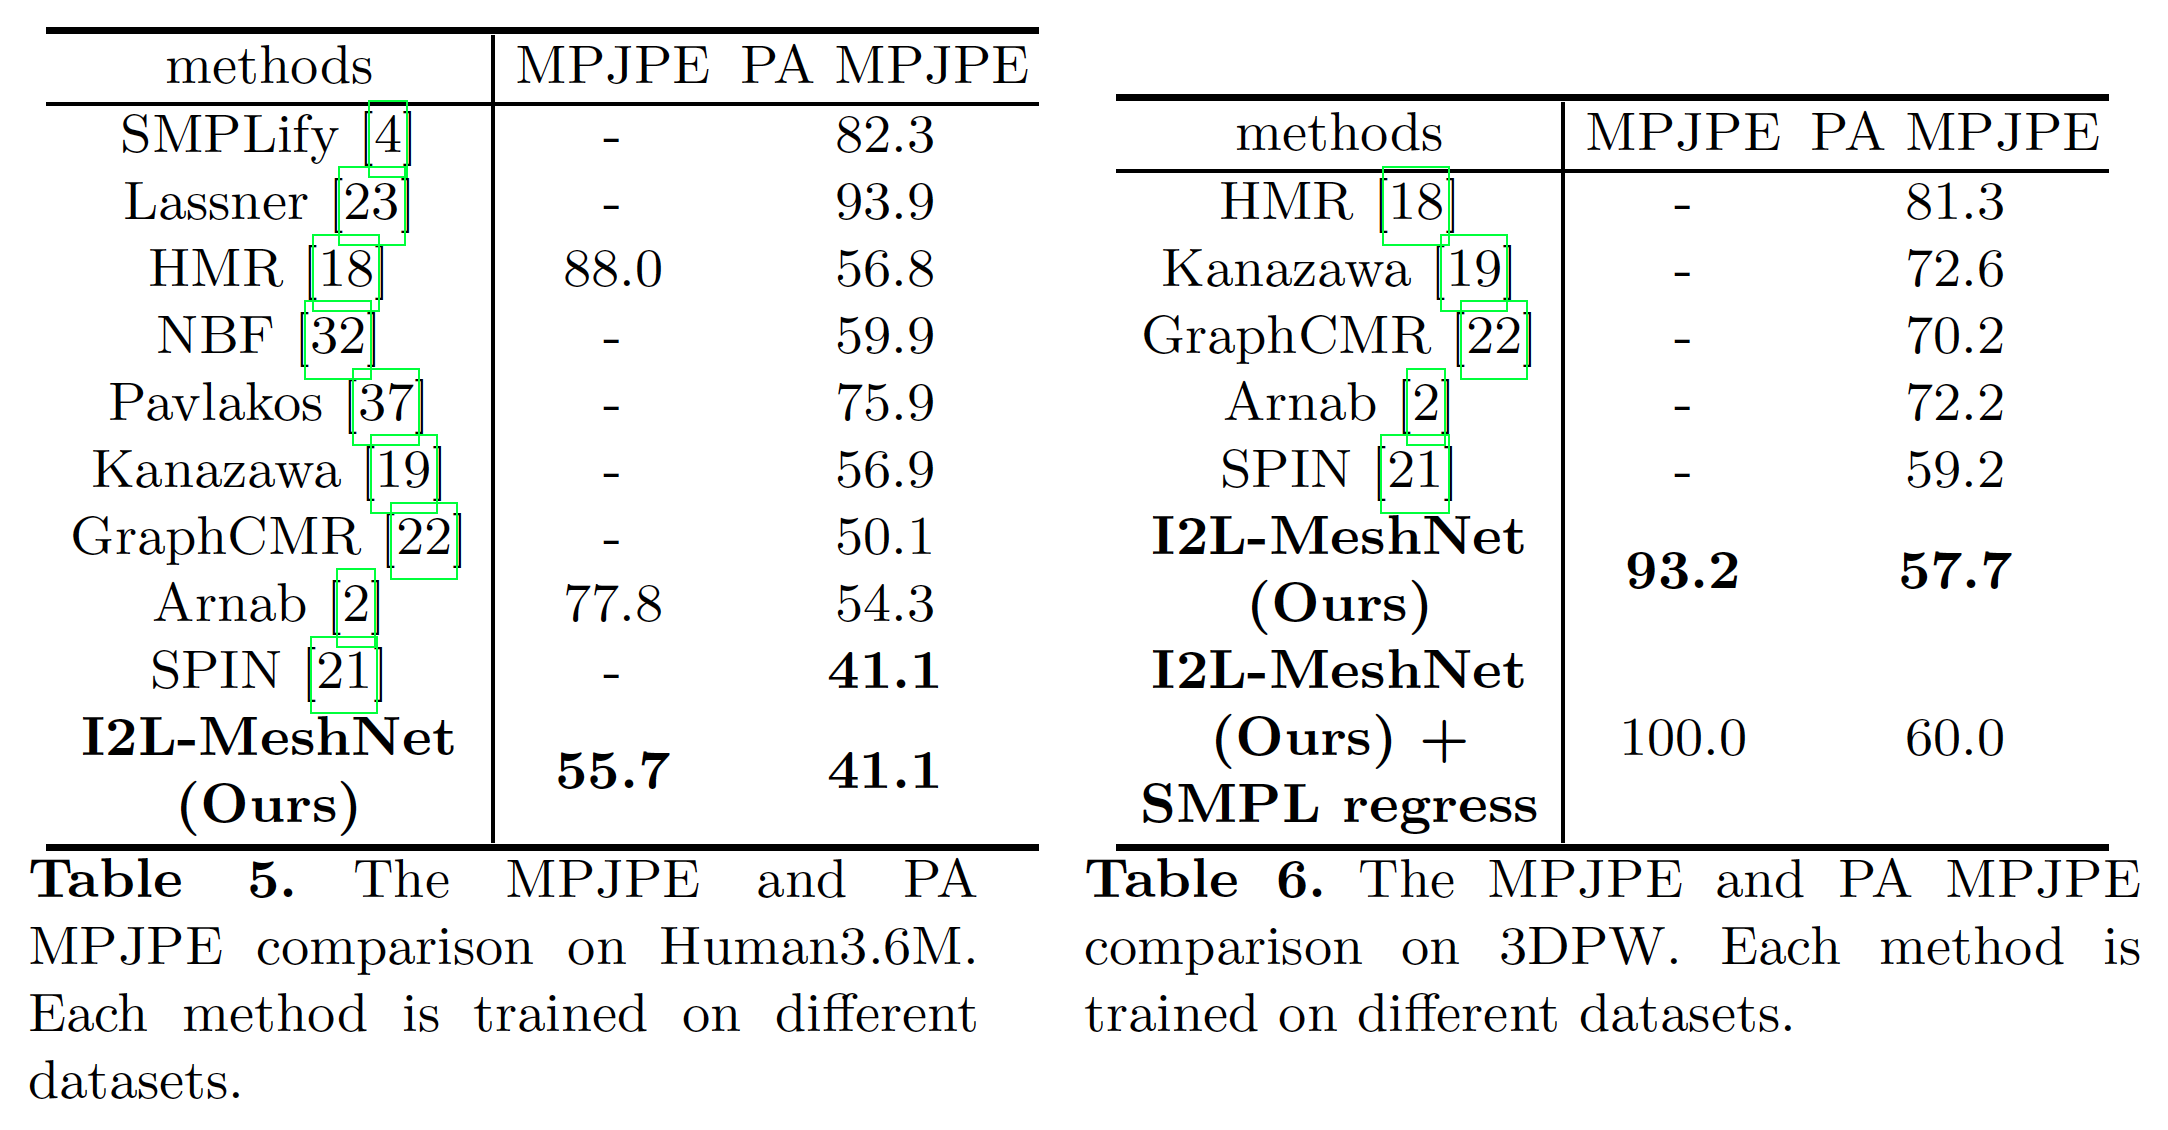 methods MPJPE PA MPJPE
SMPLify [4] - 82.3
Lassner [23] - 93.9
HMR [18] 88.0 56.8
NBF [32] - 59.9
Pavlakos [37] - 75.9
Kanazawa [19] - 56.9
GraphCMR [22] - 50.1
Arnab [2] 77.8 54.3
SPIN [21] - 41.1
I2L-MeshNet
(Ours) 55.7 41.1
Table 5. The MPJPE and PA
MPJPE comparison on Human3.6M.
Each method is trained on different
datasets.
methods MPJPE PA MPJPE
HMR [18] - 81.3
Kanazawa [19] - 72.6
GraphCMR [22] - 70.2
Arnab [2] - 72.2
SPIN [21] - 59.2
I2L-MeshNet
(Ours) 93.2 57.7
I2L-MeshNet
(Ours) + 100.0 60.0
SMPL regress
Table 6. The MPJPE and PA MPJPE
comparison on 3DPW. Each method is
trained on different datasets.